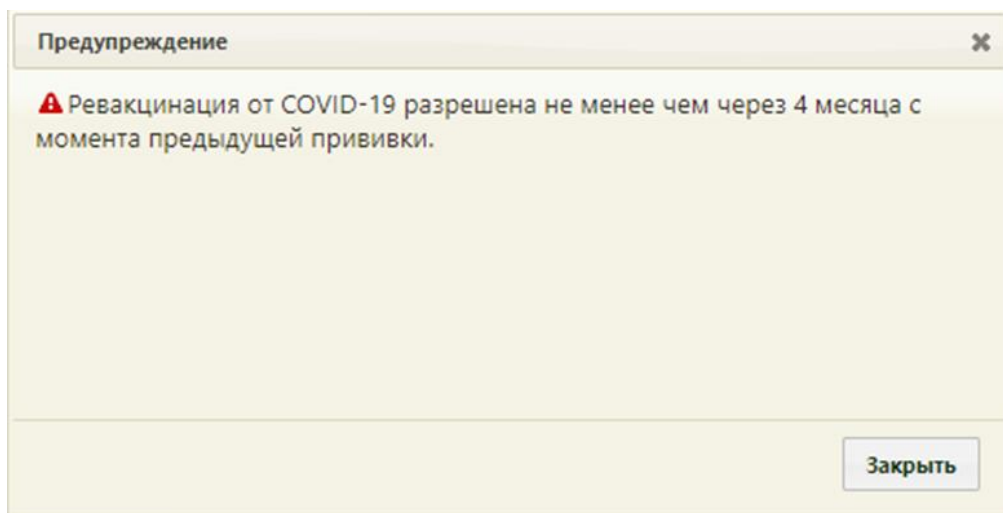 Предупреждение
Ревакцинация от COVID-19 разрешена не менее чем через 4 месяца с
момента предыдущей прививки.
Закрыть